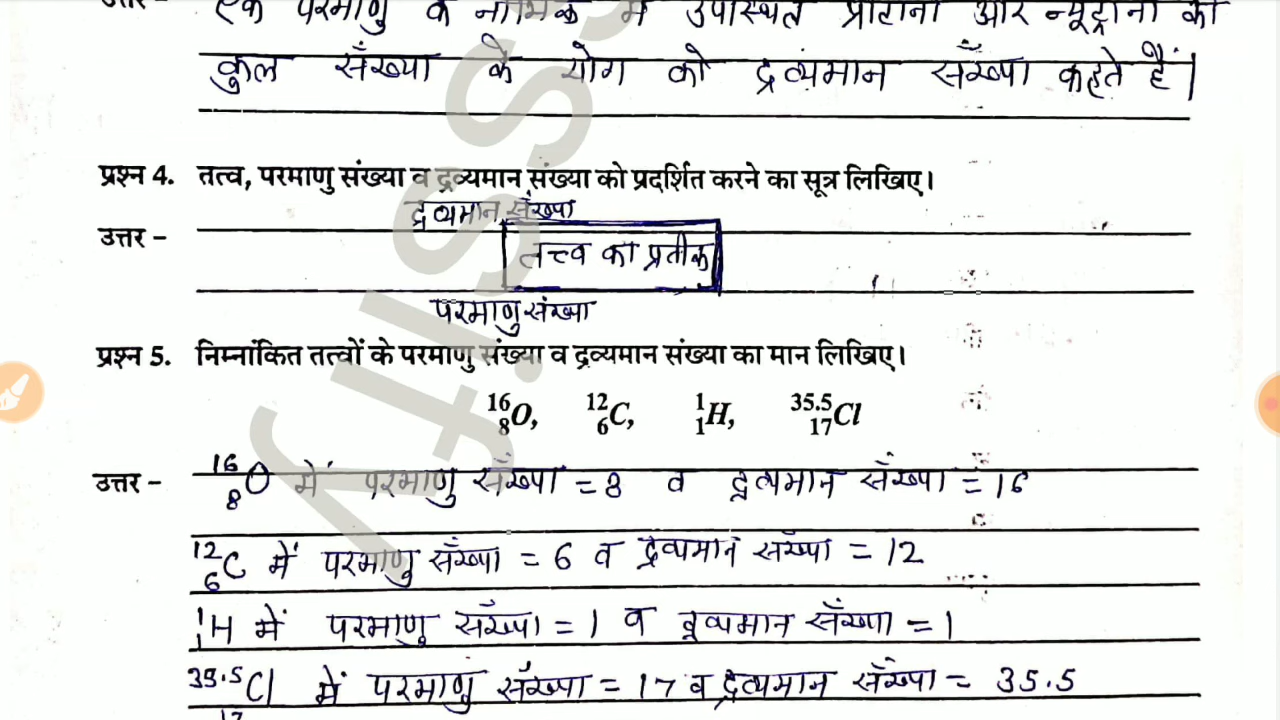 उत्तर- एक परमाणु के नाभिक में उपस्थित प्रोटानो और न्यूट्रानो की
कुल सँख्या के योग को द्रव्यमान सँख्या कहते हैं।
प्रश्न 4. तत्व, परमाणु संख्या व द्रव्यमान संख्या को प्रदर्शित करने का सूत्र लिखिए।
द्रव्यमान सँख्या
उत्तर – तत्त्व का प्रतीक
परमाणु संख्या
प्रश्न 5. निम्नांकित तत्वों के परमाणु संख्या व द्रव्यमान संख्या का मान लिखिए।
¹⁶₈O, ¹²₆C, ¹₁H, ³⁵·⁵₁₇Cl
उत्तर – ¹⁶₈O में परमाणु सँख्या = 8 व द्रव्यमान सँख्या = 16
¹²₆C में परमाणु सँख्या = 6 व द्रव्यमान सँख्या = 12
¹₁H में परमाणु सँख्या = 1 व द्रव्यमान सँख्या = 1
³⁵·⁵₁₇Cl में परमाणु सँख्या = 17 व द्रव्यमान सँख्या = 35.5